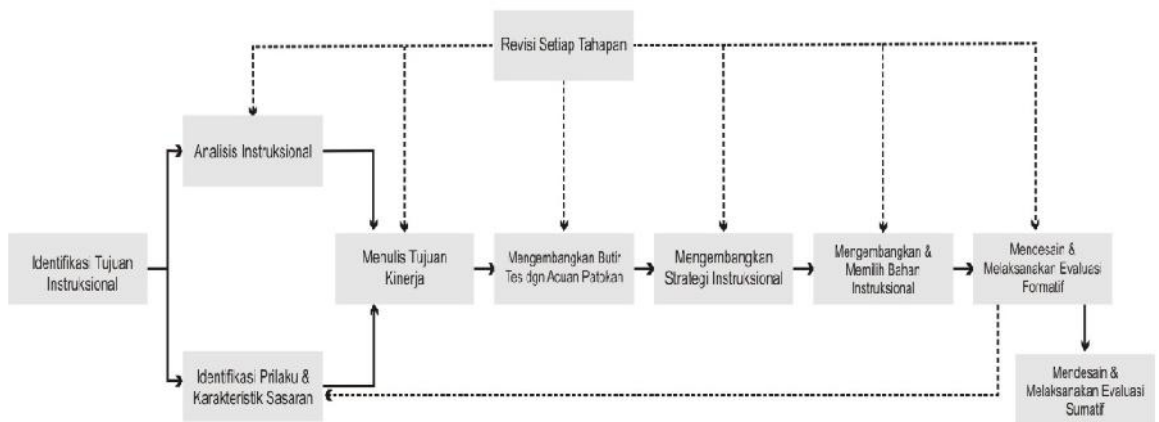 Revisi Setiap Tahapan
Analisis Instruksional
Identifikasi Tujuan
Instruksional
Menulis Tujuan
Kinerja
Mengembangkan Butir
Tes dgn Acuan Patokan
Mengembangkan
Strategi Instruksional
Mengembangkan &
Memilih Bahan
Instruksional
Mendesain &
Melaksanakan Evaluasi
Formatif
Identifikasi Prilaku &
Karakteristik Sasaran
Mendesain &
Melaksanakan Evaluasi
Sumatif